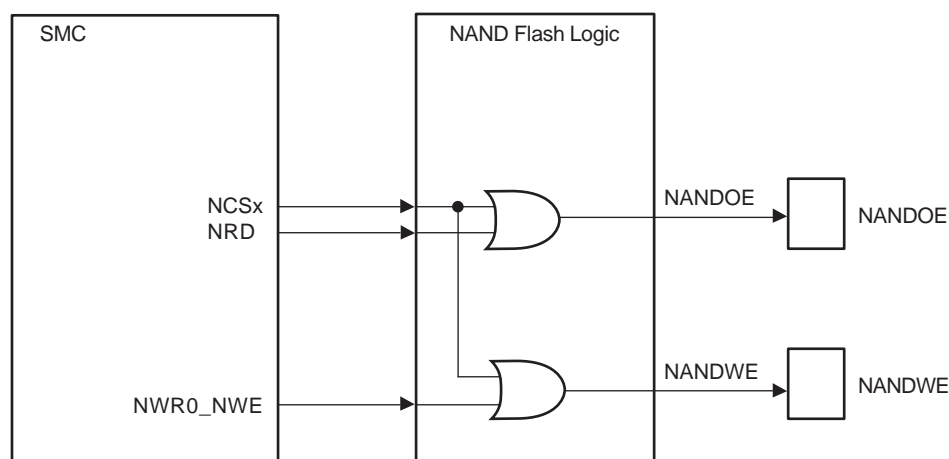 SMC
NAND Flash Logic
NCSx
NRD
NANDOE
NANDOE
NWR0_NWE
NANDWE
NANDWE